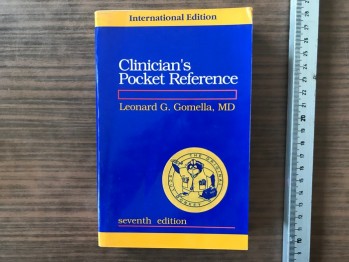 International Edition
Clinician's
Pocket Reference
Leonard G. Gomella, MD
seventh edition